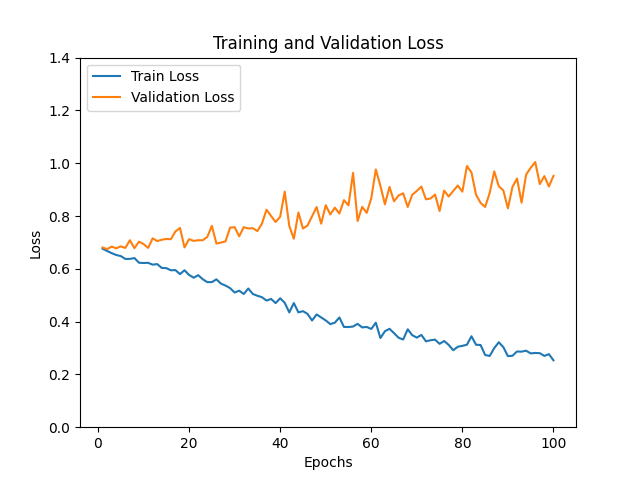 Training and Validation Loss
Train Loss
Validation Loss
1.4
1.2
1.0
0.8
0.6
0.4
0.2
0.0
Loss
0 20 40 60 80 100
Epochs